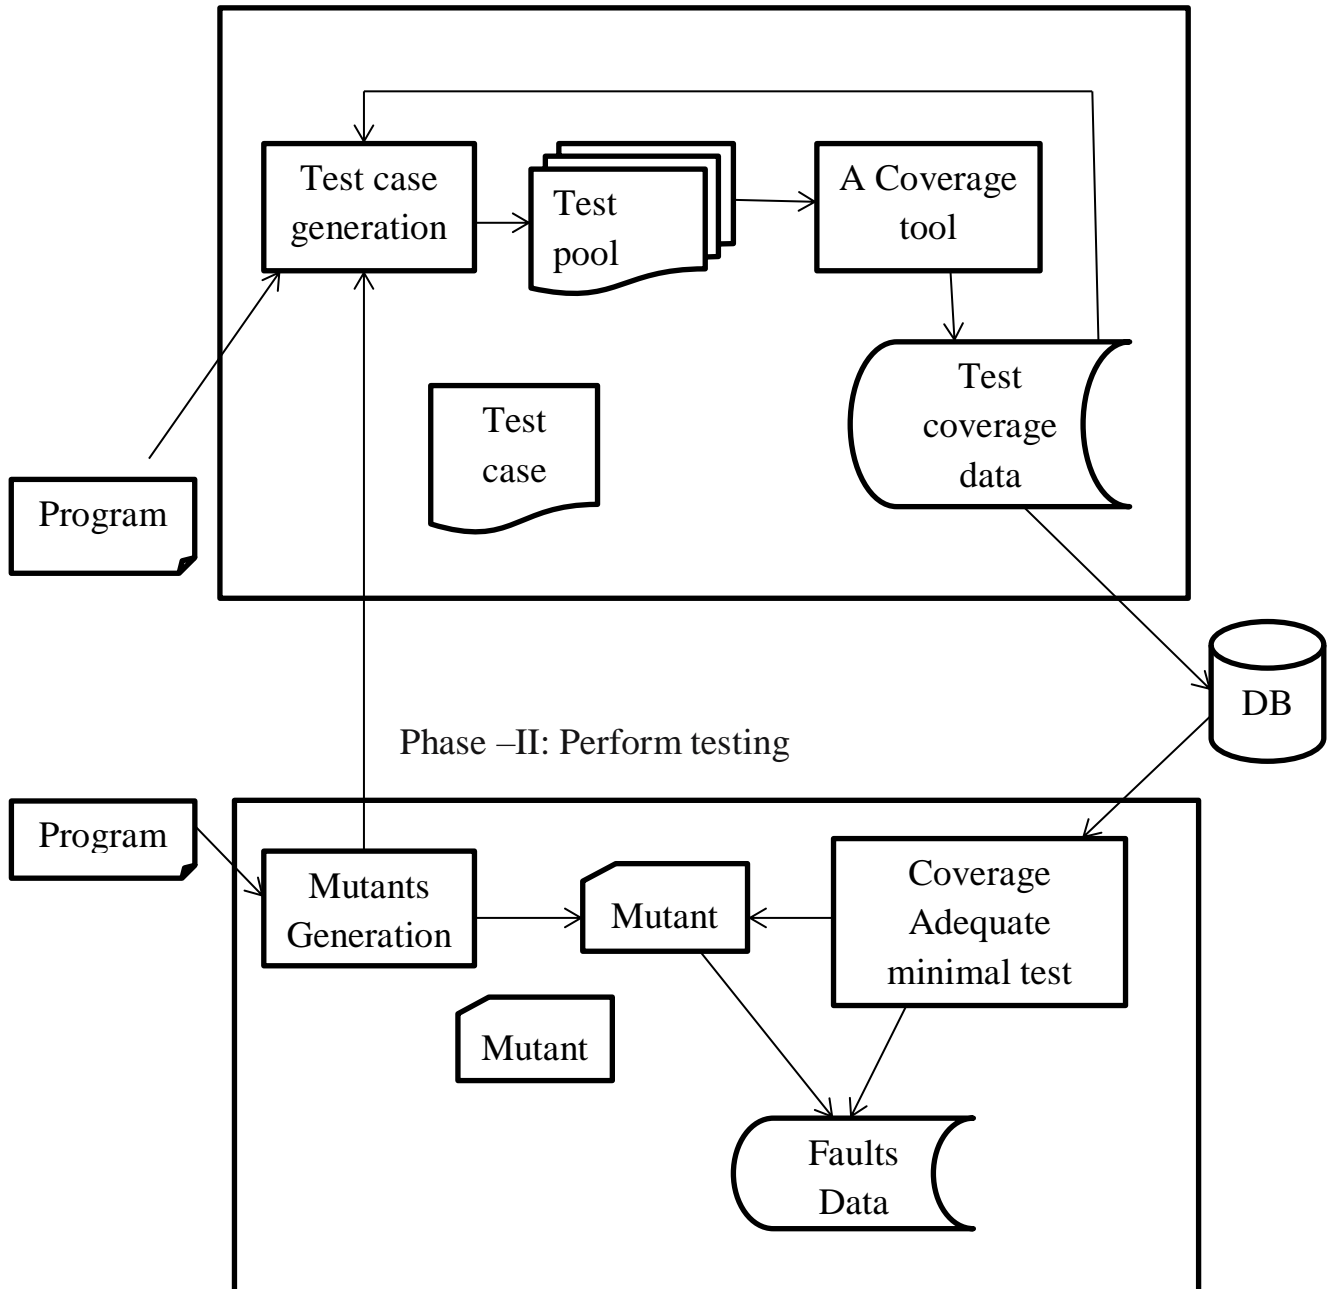 Test case
generation
Test
pool
A Coverage
tool
Test
coverage
data
Test
case
Program
DB
Phase –II: Perform testing
Program
Mutants
Generation
Mutant
Coverage
Adequate
minimal test
Mutant
Faults
Data